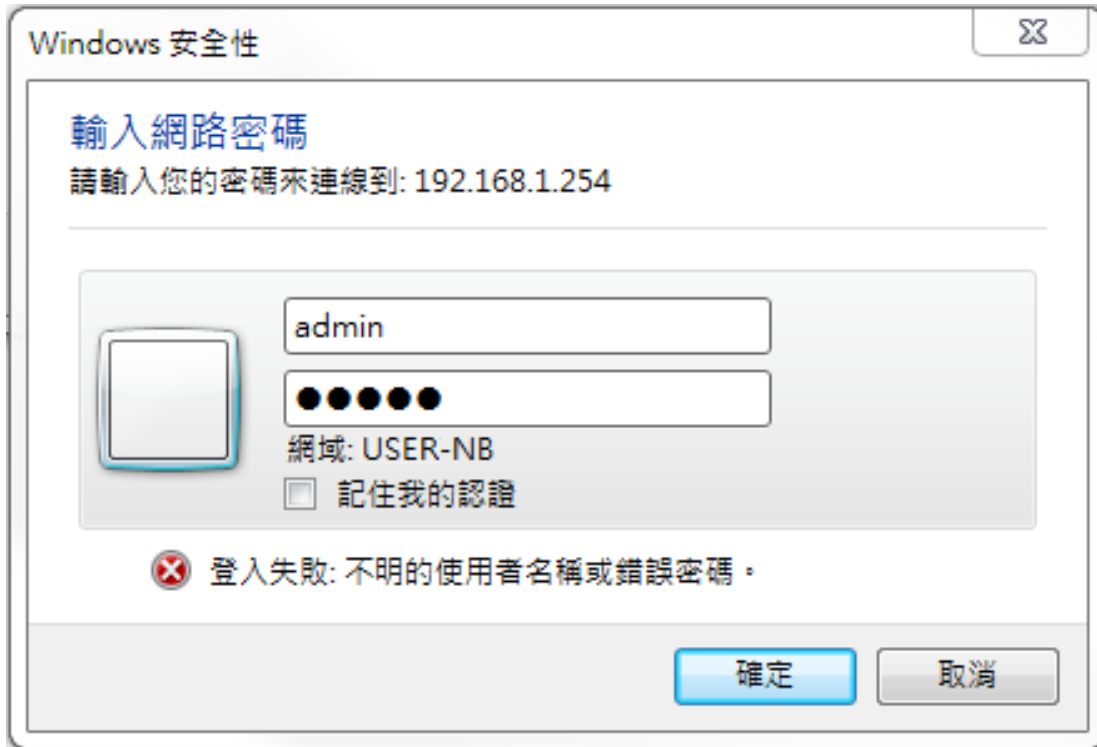 Windows 安全性
輸入網路密碼
請輸入您的密碼來連線到: 192.168.1.254
admin
●●●●●
網域: USER-NB
記住我的認證
登入失敗: 不明的使用者名稱或錯誤密碼。
確定
取消